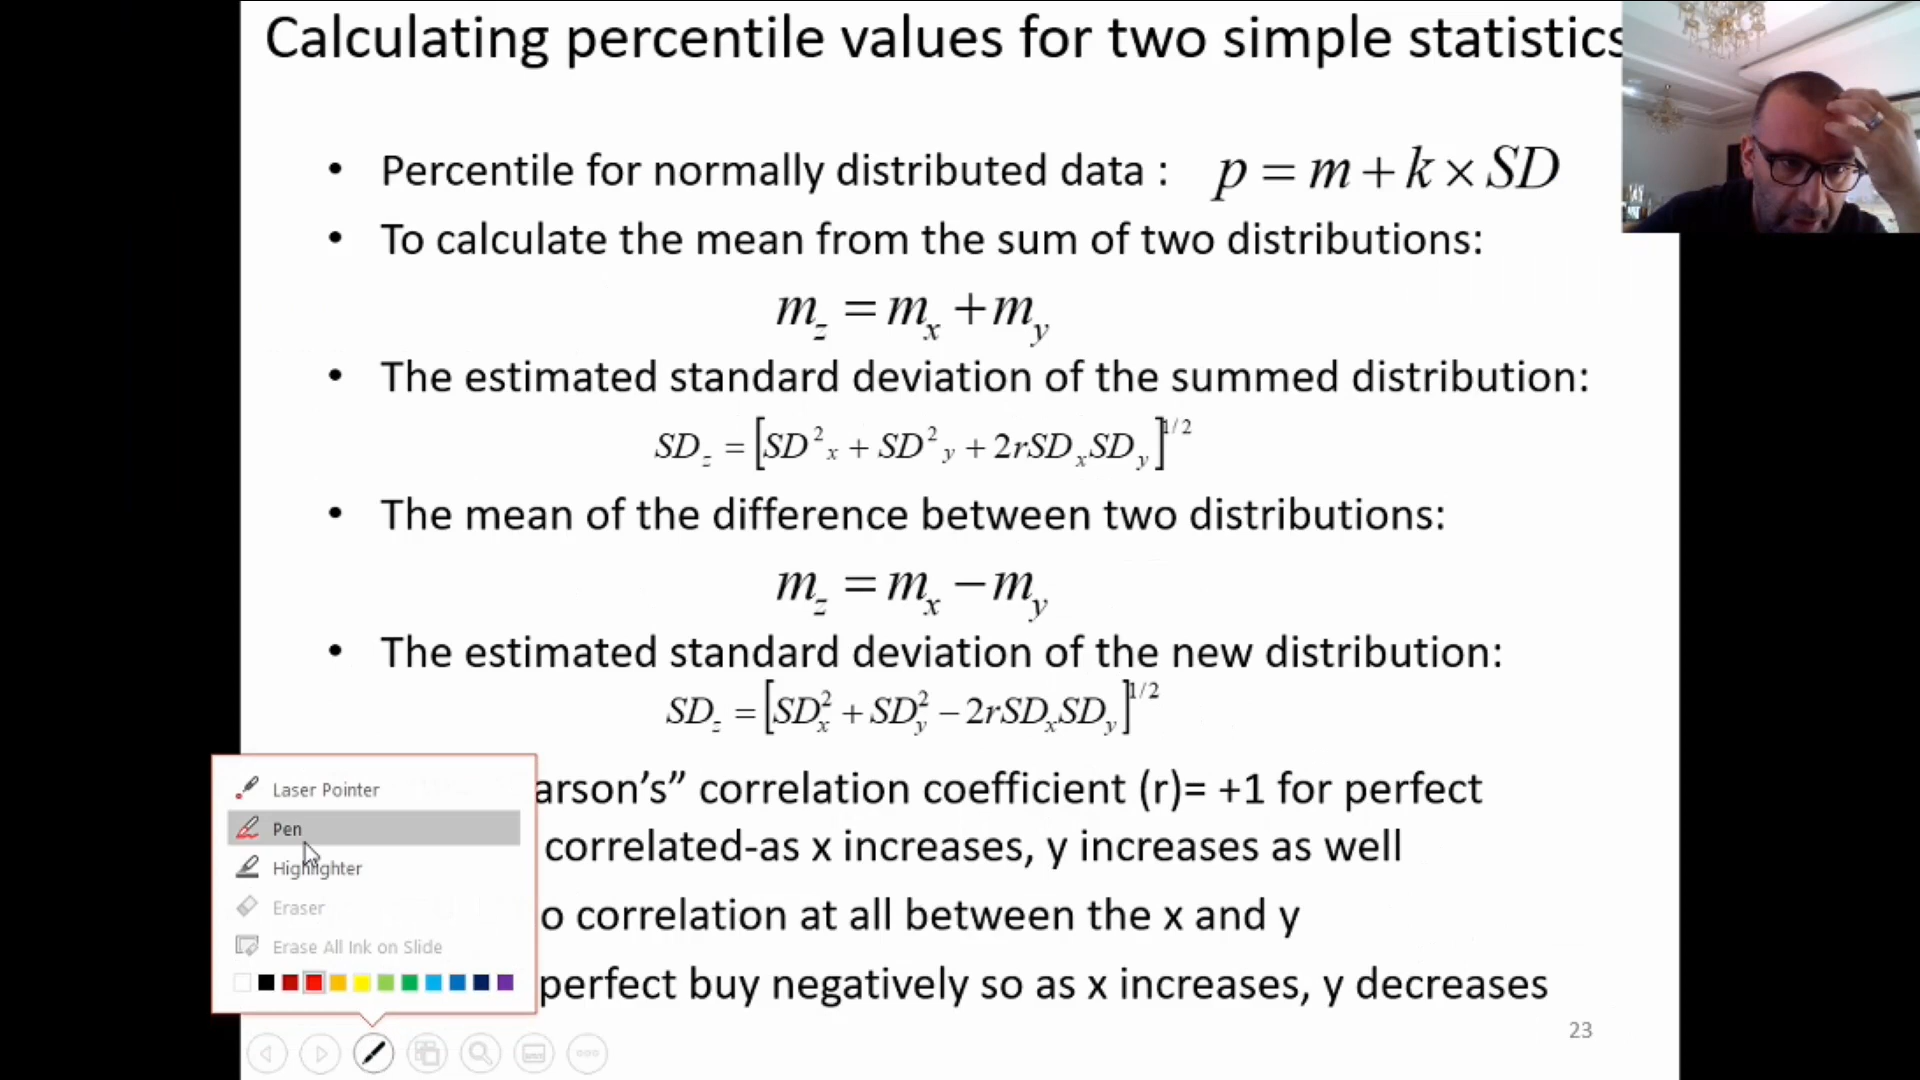 Calculating percentile values for two simple statistics
• Percentile for normally distributed data : p = m + k × SD
• To calculate the mean from the sum of two distributions:
m_z = m_x + m_y
• The estimated standard deviation of the summed distribution:
SD_z = [SD²_x + SD²_y + 2rSD_xSD_y]^1/2
• The mean of the difference between two distributions:
m_z = m_x − m_y
• The estimated standard deviation of the new distribution:
SD_z = [SD_x² + SD_y² − 2rSD_xSD_y]^1/2
arson’s” correlation coefficient (r)= +1 for perfect
correlated-as x increases, y increases as well
o correlation at all between the x and y
perfect buy negatively so as x increases, y decreases
Laser Pointer
Pen
Highlighter
Eraser
Erase All Ink on Slide
23